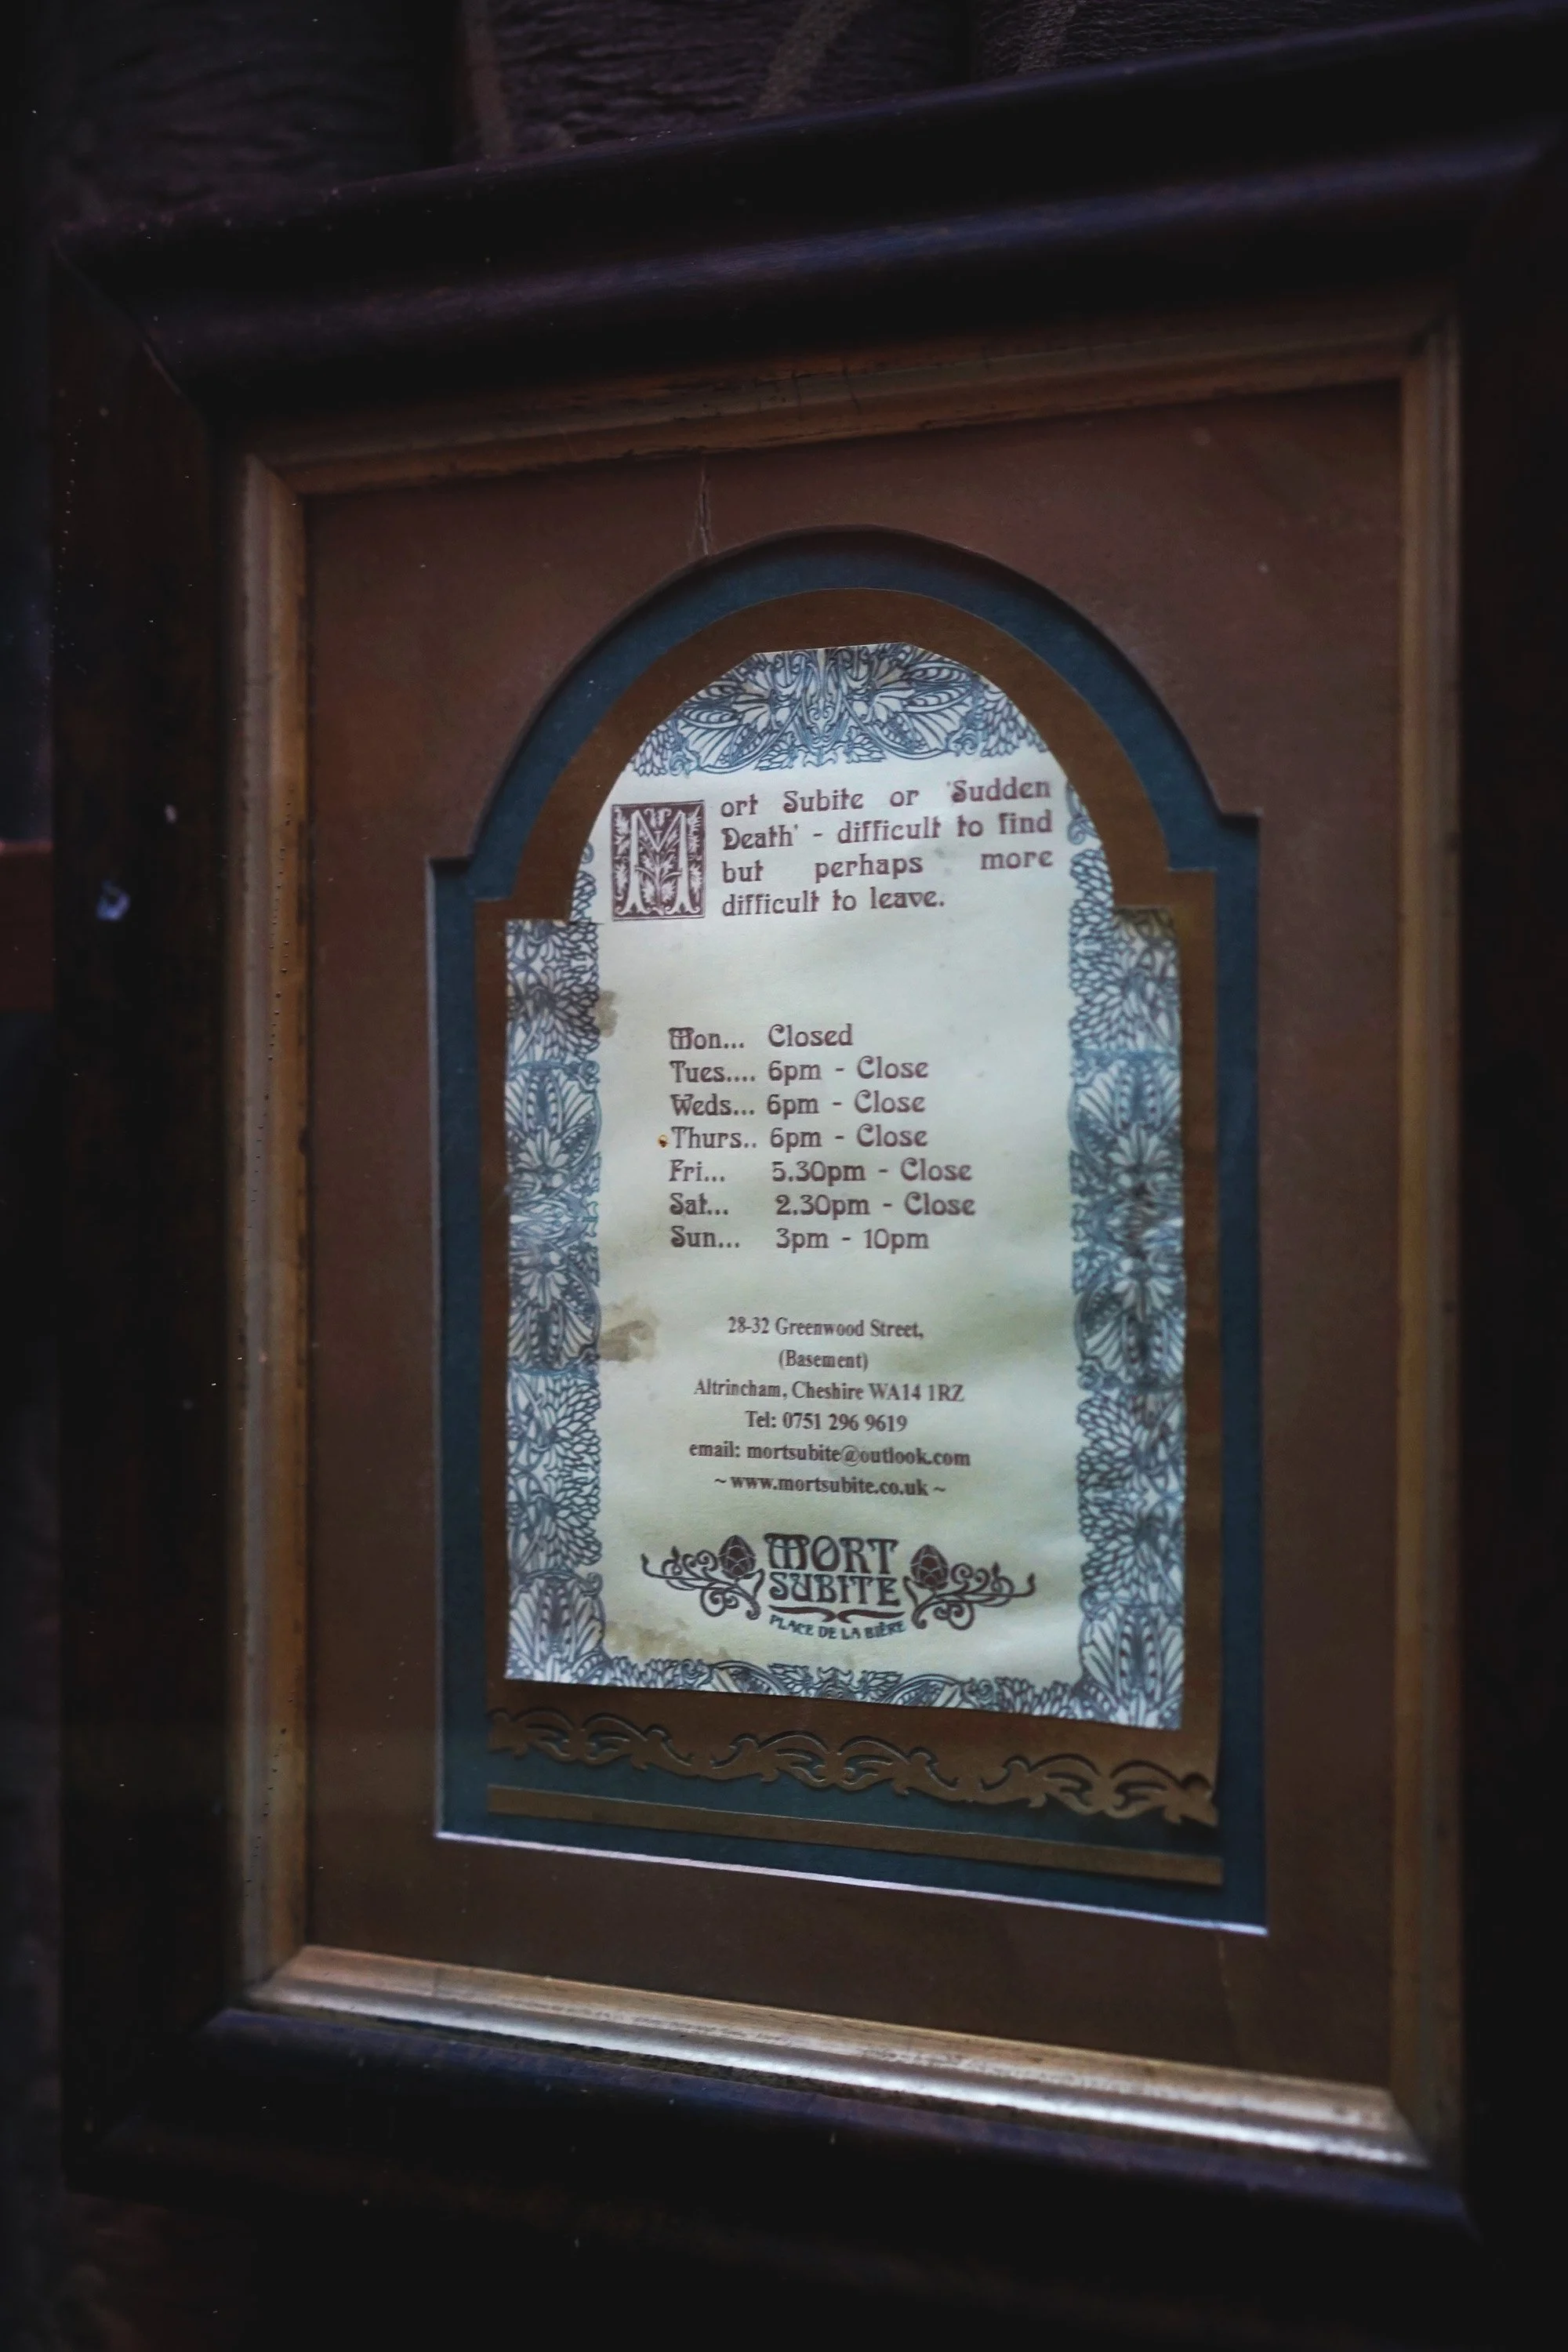 Mort Subite or 'Sudden
Death' - difficult to find
but perhaps more
difficult to leave.
Mon... Closed
Tues.... 6pm - Close
Weds... 6pm - Close
Thurs.. 6pm - Close
Fri... 5.30pm - Close
Sat... 2.30pm - Close
Sun... 3pm - 10pm
28-32 Greenwood Street,
(Basement)
Altrincham, Cheshire WA14 1RZ
Tel: 0751 296 9619
email: mortsubite@outlook.com
~ www.mortsubite.co.uk ~
MORT
SUBITE
PLACE DE LA BIÈRE